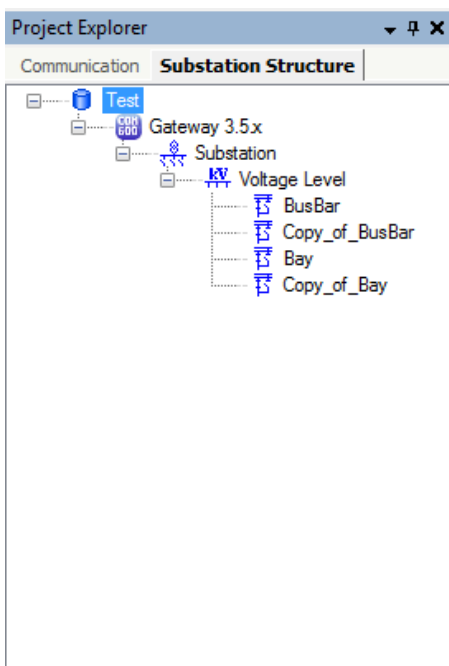 Project Explorer
Communication Substation Structure
Test
COM
600
Gateway 3.5.x
Substation
KV
Voltage Level
BusBar
Copy_of_BusBar
Bay
Copy_of_Bay